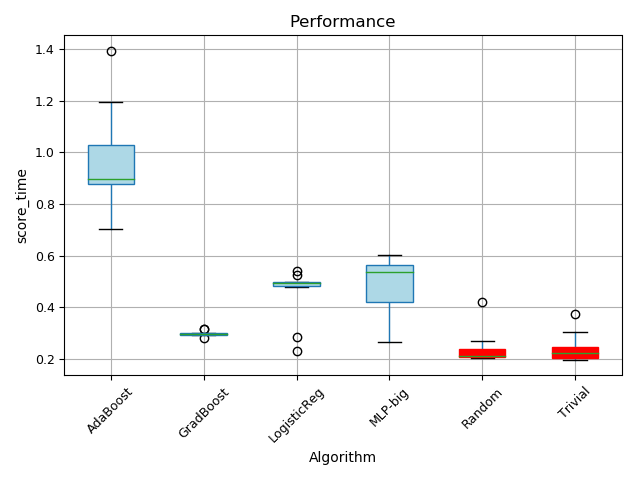 Performance
score_time
1.4
1.2
1.0
0.8
0.6
0.4
0.2
AdaBoost
GradBoost
LogisticReg
MLP-big
Random
Trivial
Algorithm